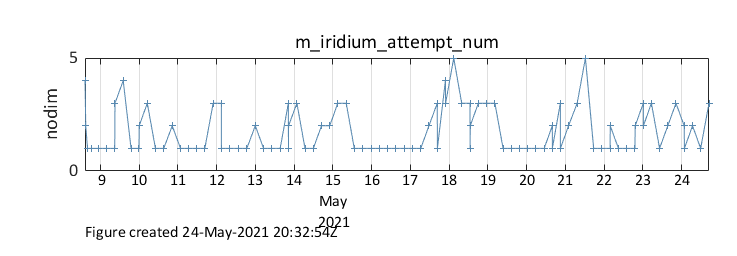 m_iridium_attempt_num
5
nodim
0
9 10 11 12 13 14 15 16 17 18 19 20 21 22 23 24
May
2021
Figure created 24-May-2021 20:32:54Z